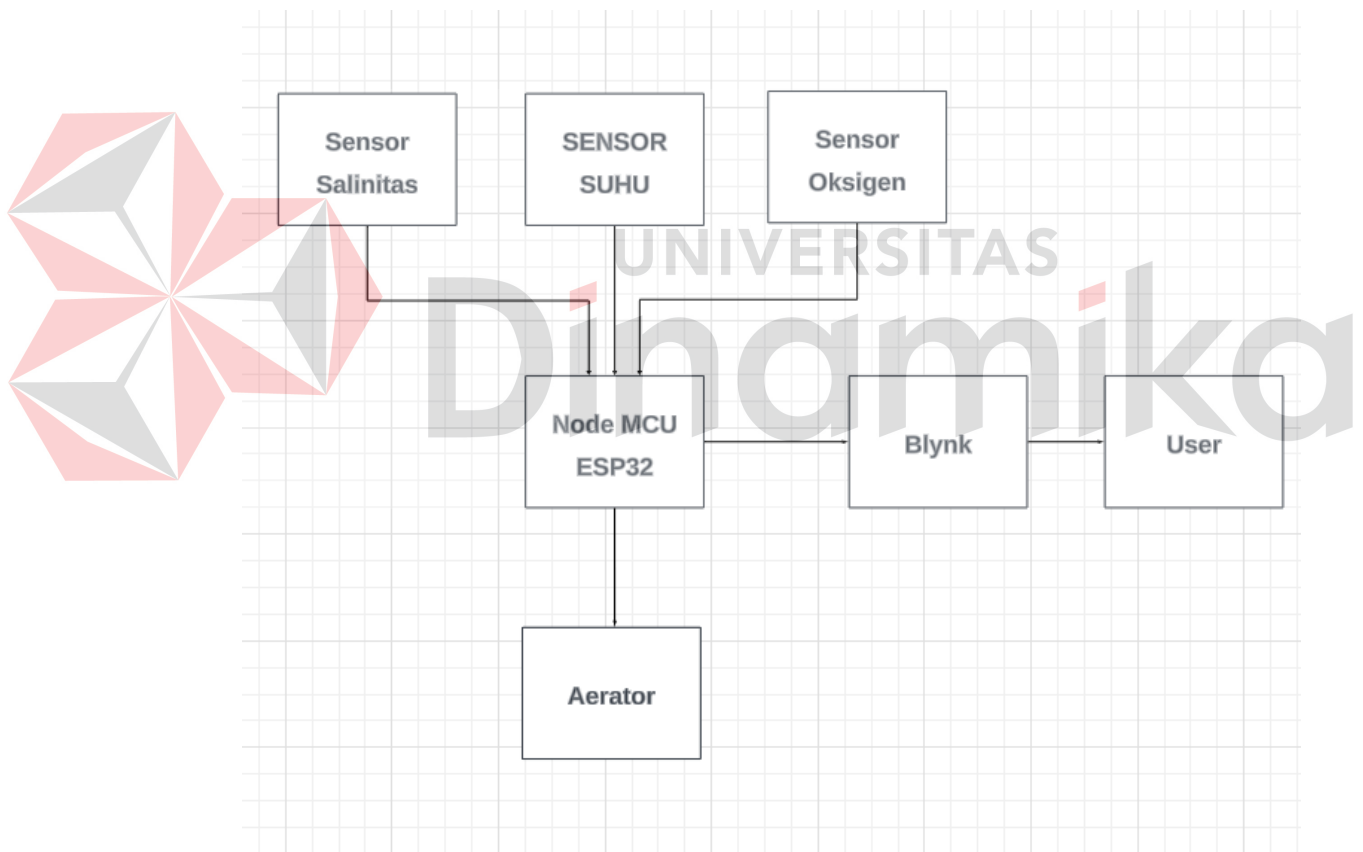 Sensor
Salinitas
SENSOR
SUHU
Sensor
Oksigen
UNIVERSITAS
Dinamika
Node MCU
ESP32
Blynk
User
Aerator